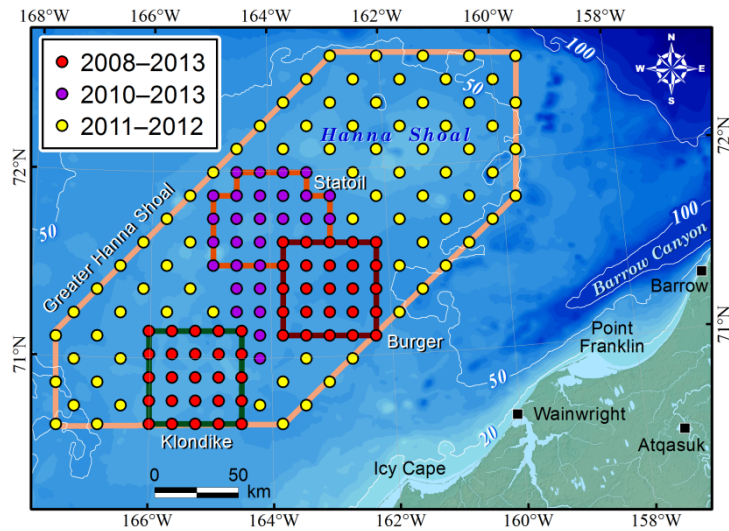 168°W 166°W 164°W 162°W 160°W 158°W
2008–2013
2010–2013
2011–2012
N
W E
S
100
50
Hanna Shoal
72°N
72°N
Statoil
50
Greater Hanna Shoal
100
Barrow Canyon
Barrow
Point
Franklin
71°N
71°N
Burger
50
Wainwright
20
Klondike
Atqasuk
Icy Cape
0 50
km
166°W 164°W 162°W 160°W 158°W